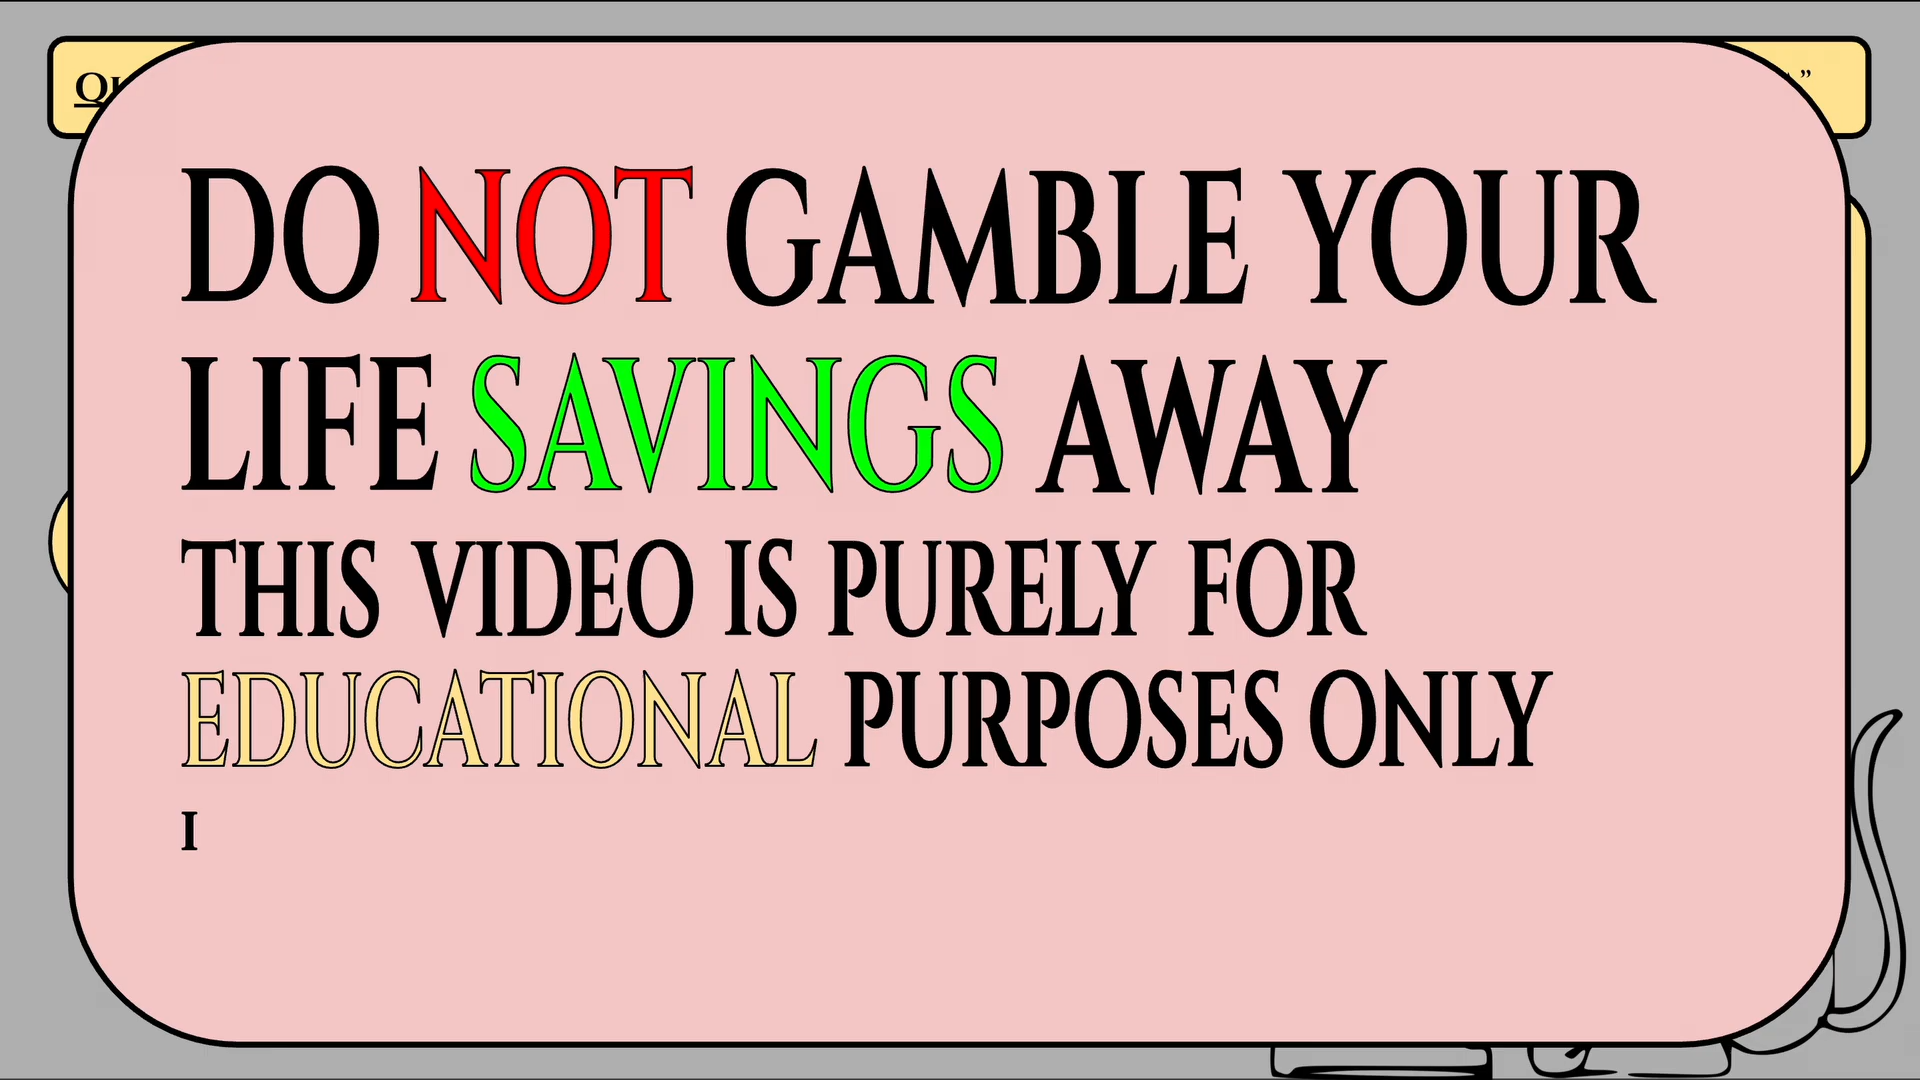 DO NOT GAMBLE YOUR
LIFE SAVINGS AWAY
THIS VIDEO IS PURELY FOR
EDUCATIONAL PURPOSES ONLY
I